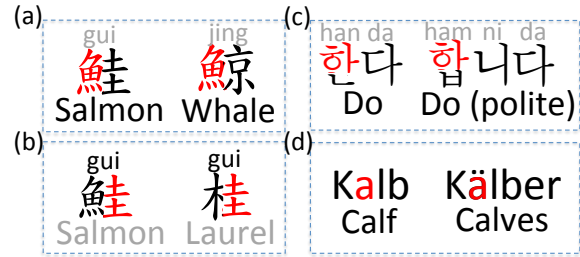 (a)
gui jing
鮭 鯨
Salmon Whale
(b)
gui gui
鮭 桂
Salmon Laurel
(c)
han da ham ni da
한다 합니다
Do Do (polite)
(d)
Kalb Kälber
Calf Calves